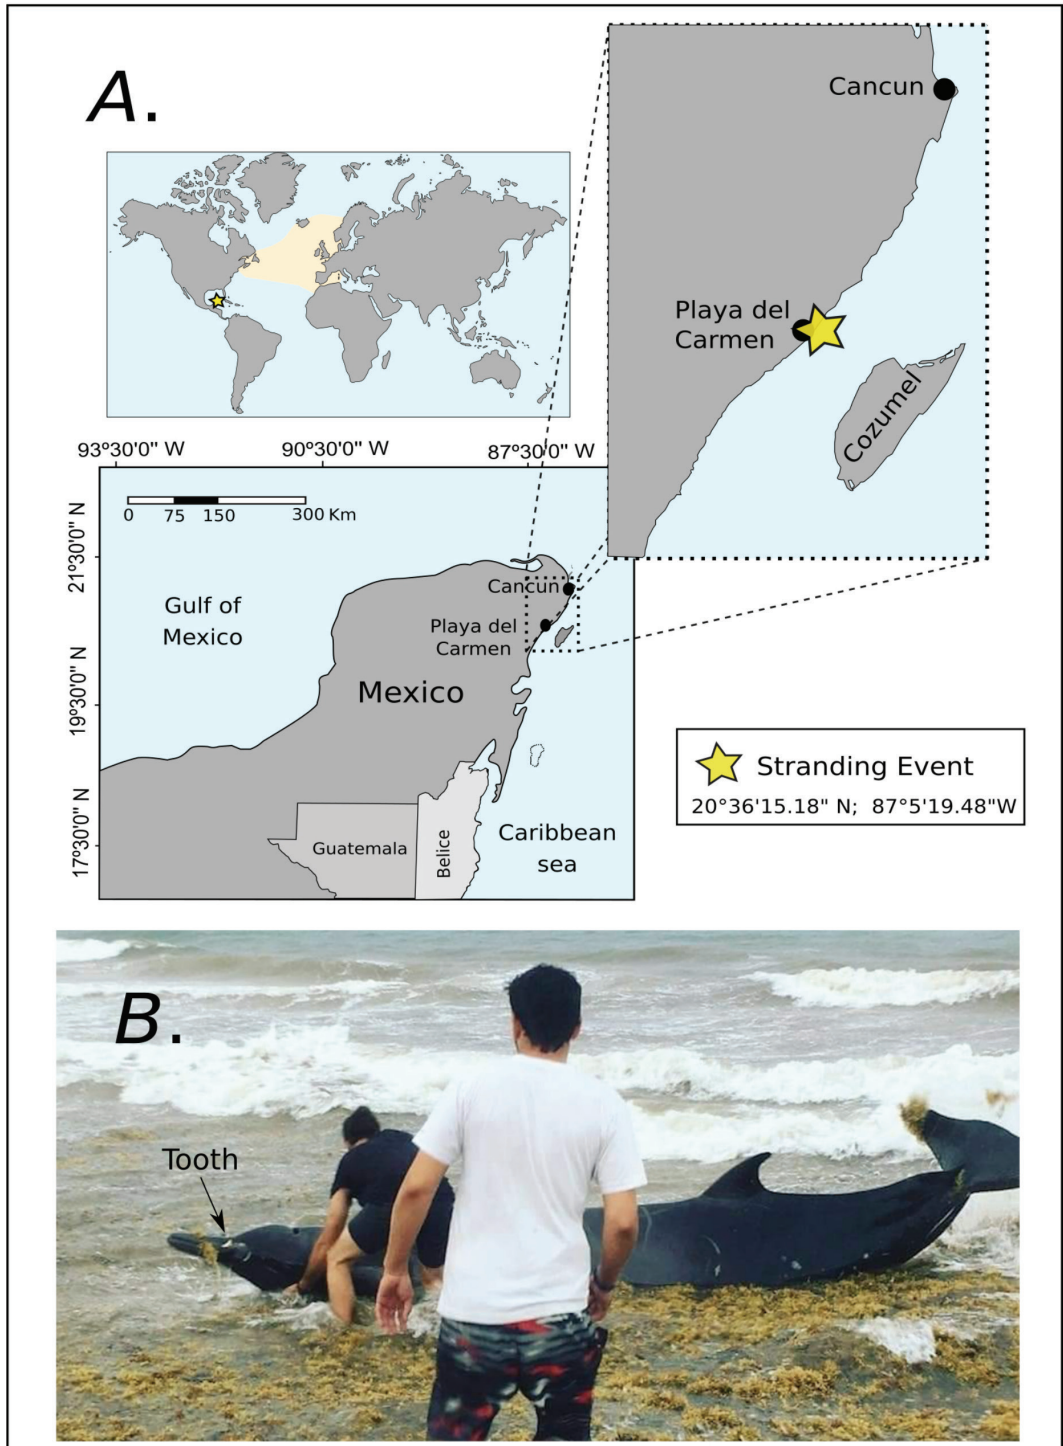 A.
Cancun
Playa del
Carmen
Cozumel
93°30'0" W
90°30'0" W
87°30'0" W
21°30'0" N
19°30'0" N
17°30'0" N
0 75 150 300 Km
Gulf of
Mexico
Cancun
Playa del
Carmen
Mexico
Guatemala
Belice
Caribbean
sea
Stranding Event
20°36'15.18" N; 87°5'19.48"W
B.
Tooth